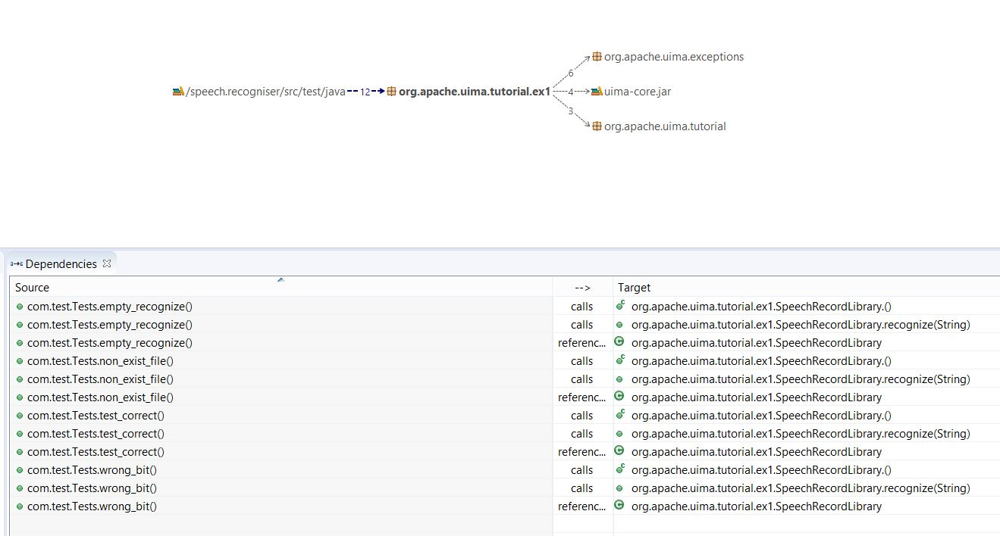 org.apache.uima.exceptions
6
/speech.recogniser/src/test/java 12 org.apache.uima.tutorial.ex1 4 uima-core.jar
3
org.apache.uima.tutorial
Dependencies
Source --> Target
com.test.Tests.empty_recognize() calls org.apache.uima.tutorial.ex1.SpeechRecordLibrary.()
com.test.Tests.empty_recognize() calls org.apache.uima.tutorial.ex1.SpeechRecordLibrary.recognize(String)
com.test.Tests.empty_recognize() referenc... org.apache.uima.tutorial.ex1.SpeechRecordLibrary
com.test.Tests.non_exist_file() calls org.apache.uima.tutorial.ex1.SpeechRecordLibrary.()
com.test.Tests.non_exist_file() calls org.apache.uima.tutorial.ex1.SpeechRecordLibrary.recognize(String)
com.test.Tests.non_exist_file() referenc... org.apache.uima.tutorial.ex1.SpeechRecordLibrary
com.test.Tests.test_correct() calls org.apache.uima.tutorial.ex1.SpeechRecordLibrary.()
com.test.Tests.test_correct() calls org.apache.uima.tutorial.ex1.SpeechRecordLibrary.recognize(String)
com.test.Tests.test_correct() referenc... org.apache.uima.tutorial.ex1.SpeechRecordLibrary
com.test.Tests.wrong_bit() calls org.apache.uima.tutorial.ex1.SpeechRecordLibrary.()
com.test.Tests.wrong_bit() calls org.apache.uima.tutorial.ex1.SpeechRecordLibrary.recognize(String)
com.test.Tests.wrong_bit() referenc... org.apache.uima.tutorial.ex1.SpeechRecordLibrary